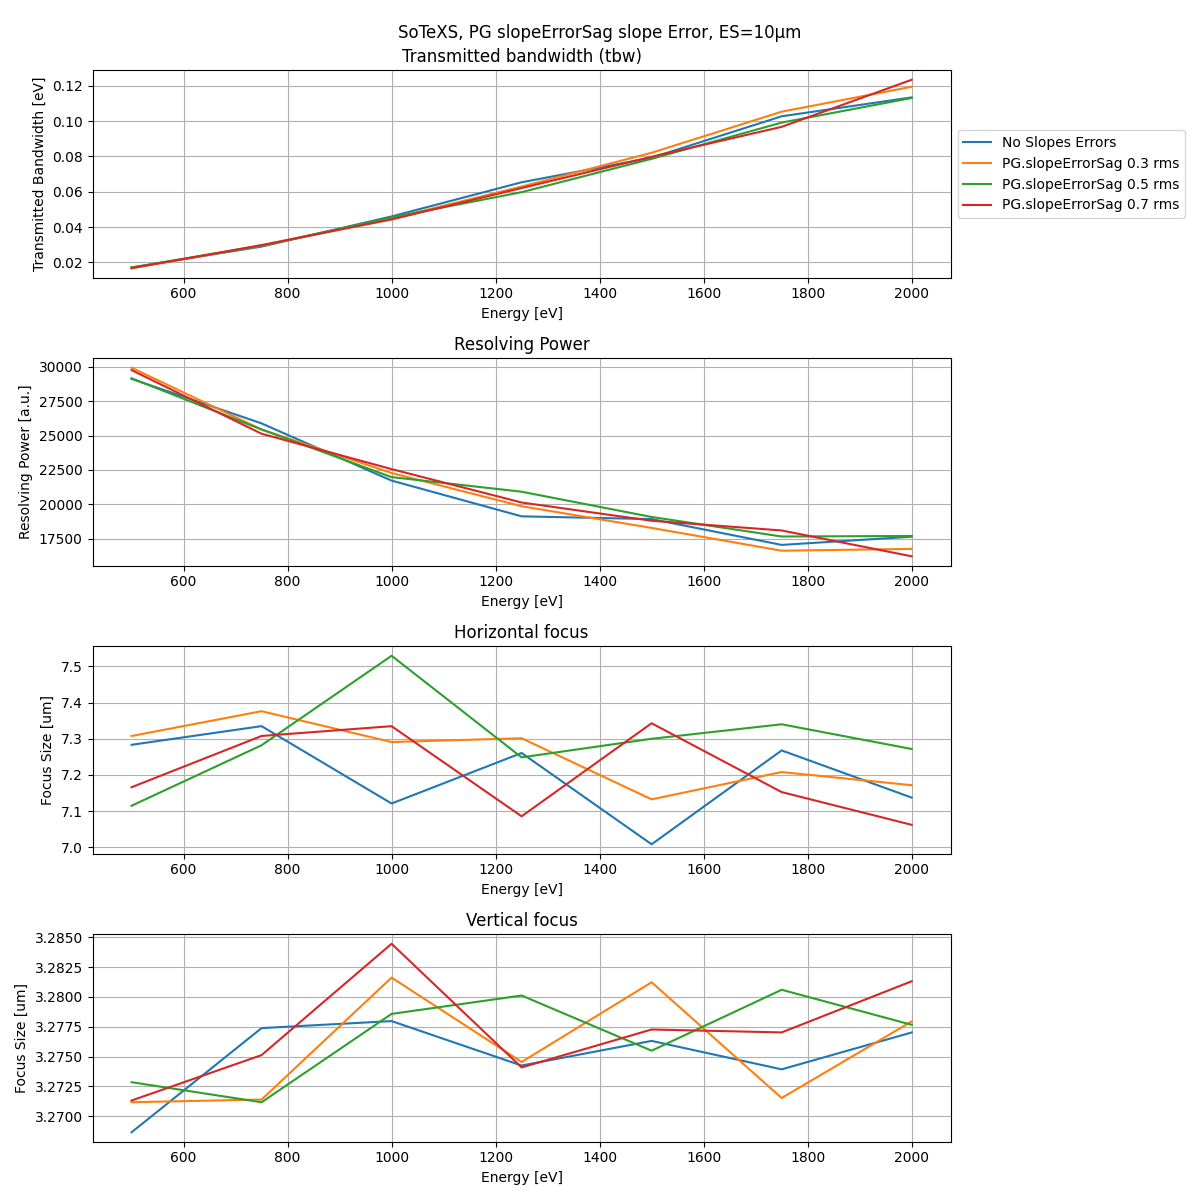 SoTeXS, PG slopeErrorSag slope Error, ES=10μm
Transmitted bandwidth (tbw)
Transmitted Bandwidth [eV]
0.12
0.10
0.08
0.06
0.04
0.02
600 800 1000 1200 1400 1600 1800 2000
Energy [eV]
No Slopes Errors
PG.slopeErrorSag 0.3 rms
PG.slopeErrorSag 0.5 rms
PG.slopeErrorSag 0.7 rms
Resolving Power
Resolving Power [a.u.]
30000
27500
25000
22500
20000
17500
600 800 1000 1200 1400 1600 1800 2000
Energy [eV]
Horizontal focus
Focus Size [um]
7.5
7.4
7.3
7.2
7.1
7.0
600 800 1000 1200 1400 1600 1800 2000
Energy [eV]
Vertical focus
Focus Size [um]
3.2850
3.2825
3.2800
3.2775
3.2750
3.2725
3.2700
600 800 1000 1200 1400 1600 1800 2000
Energy [eV]